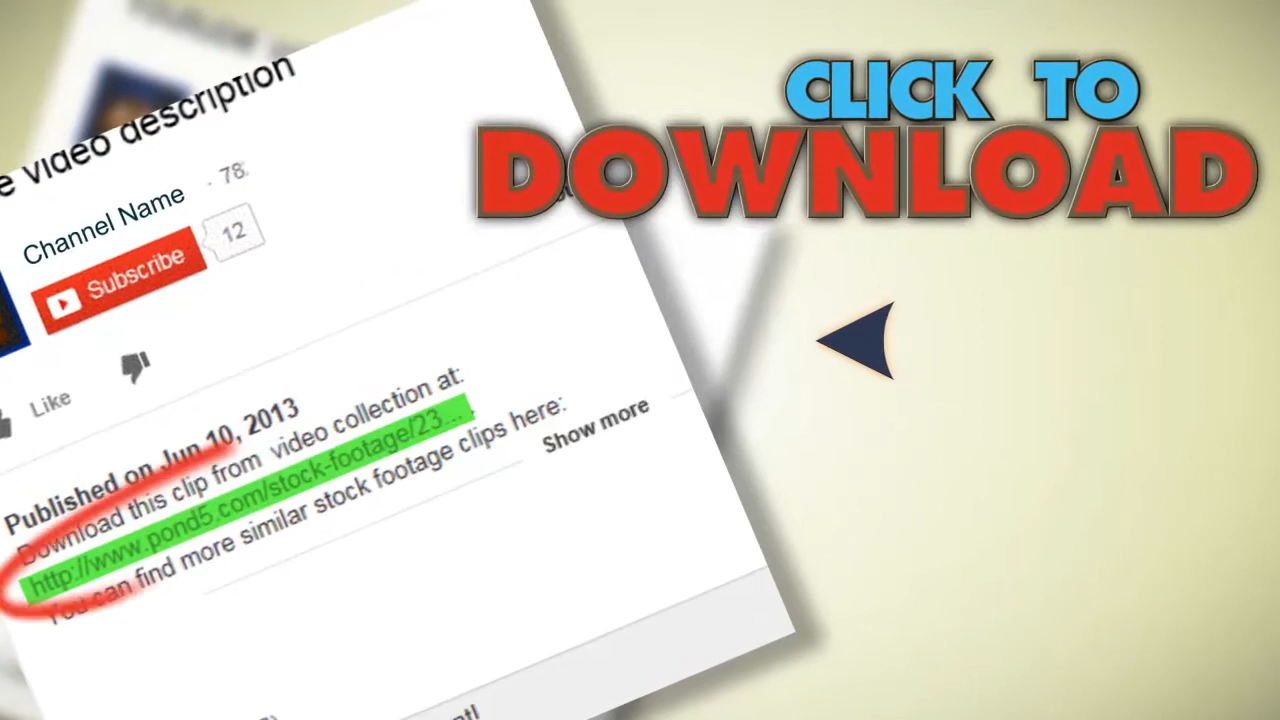 CLICK TO
DOWNLOAD
e video description
Channel Name
78
Subscribe
12
Like
Published on Jun 10, 2013
Download this clip from video collection at:
http://www.pond5.com/stock-footage/23...
You can find more similar stock footage clips here:
Show more